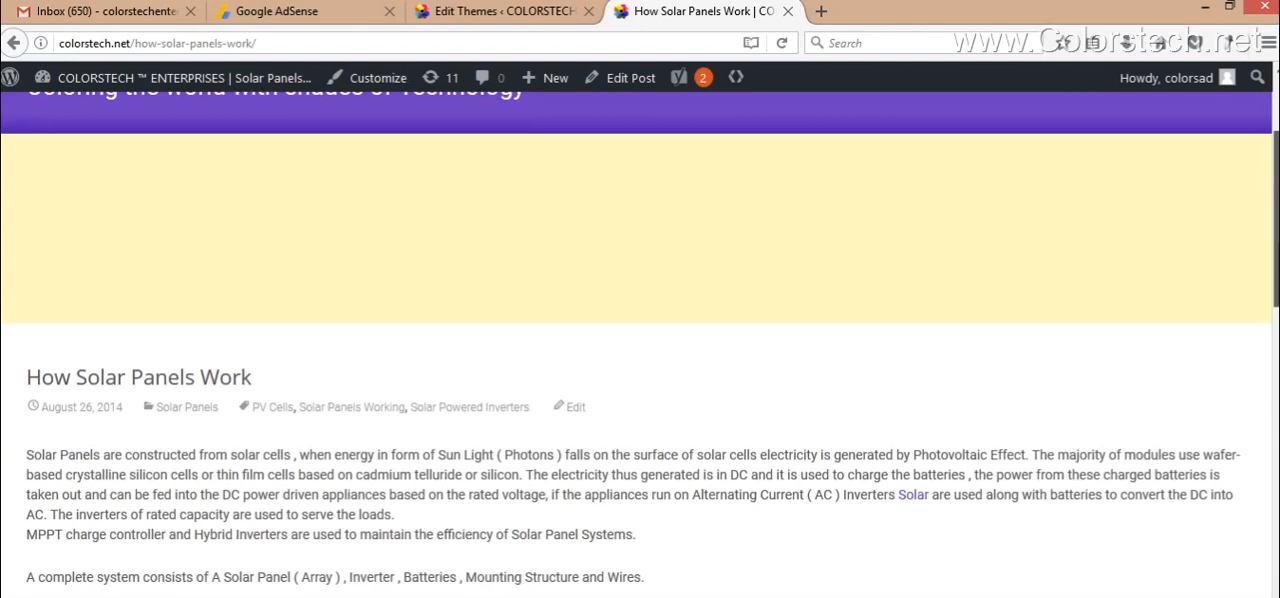 Inbox (650) - colorstechente
Google AdSense
Edit Themes ‹ COLORSTECH
How Solar Panels Work | CO
colorstech.net/how-solar-panels-work/
Search
www.Colorstech.net
COLORSTECH ™ ENTERPRISES | Solar Panels...
Customize
11
0
New
Edit Post
2
Howdy, colorsad
Coloring the world with shades of Technology
How Solar Panels Work
August 26, 2014 Solar Panels PV Cells, Solar Panels Working, Solar Powered Inverters Edit
Solar Panels are constructed from solar cells , when energy in form of Sun Light ( Photons ) falls on the surface of solar cells electricity is generated by Photovoltaic Effect. The majority of modules use wafer-
based crystalline silicon cells or thin film cells based on cadmium telluride or silicon. The electricity thus generated is in DC and it is used to charge the batteries , the power from these charged batteries is
taken out and can be fed into the DC power driven appliances based on the rated voltage, if the appliances run on Alternating Current ( AC ) Inverters Solar are used along with batteries to convert the DC into
AC. The inverters of rated capacity are used to serve the loads.
MPPT charge controller and Hybrid Inverters are used to maintain the efficiency of Solar Panel Systems.
A complete system consists of A Solar Panel ( Array ) , Inverter , Batteries , Mounting Structure and Wires.